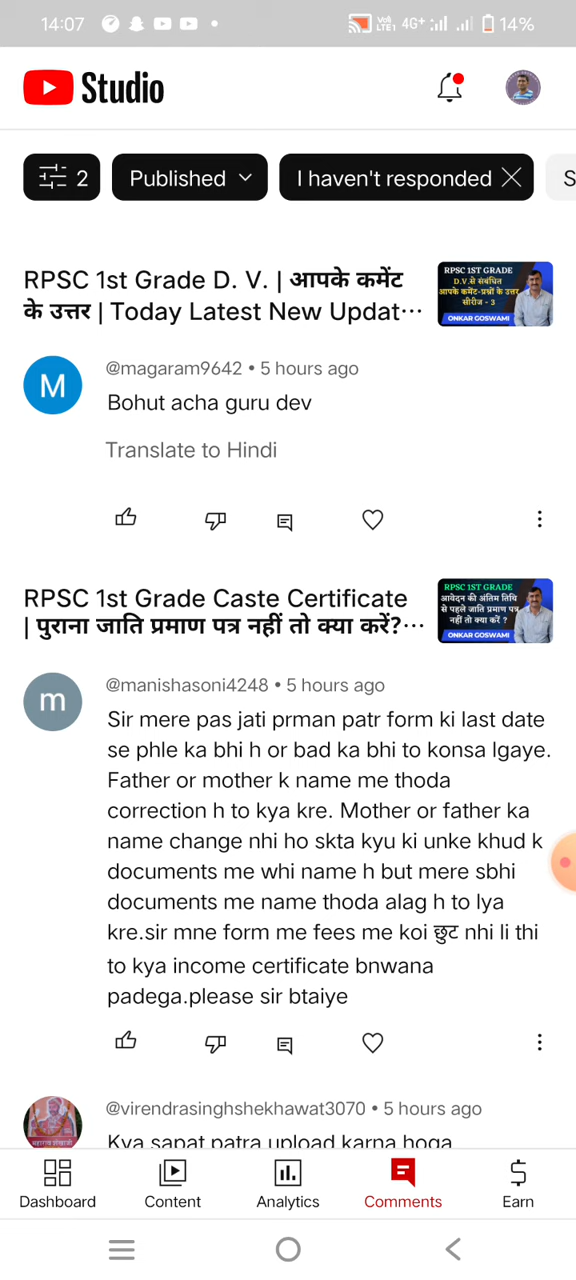 14:07
Vo)) LTE1 4G+ 14%
Studio
2 Published I haven't responded S
RPSC 1st Grade D. V. | आपके कमेंट
के उत्तर | Today Latest New Updat…
RPSC 1ST GRADE
D.V.से संबंधित
आपके कमेंट-प्रश्नों के उत्तर
सीरीज - 3
ONKAR GOSWAMI
M
@magaram9642 • 5 hours ago
Bohut acha guru dev
Translate to Hindi
RPSC 1st Grade Caste Certificate
| पुराना जाति प्रमाण पत्र नहीं तो क्या करें?…
RPSC 1ST GRADE
आवेदन की अंतिम तिथि
से पहले जाति प्रमाण पत्र
नहीं तो क्या करें ?
ONKAR GOSWAMI
m
@manishasoni4248 • 5 hours ago
Sir mere pas jati prman patr form ki last date
se phle ka bhi h or bad ka bhi to konsa lgaye.
Father or mother k name me thoda
correction h to kya kre. Mother or father ka
name change nhi ho skta kyu ki unke khud k
documents me whi name h but mere sbhi
documents me name thoda alag h to lya
kre.sir mne form me fees me koi छुट nhi li thi
to kya income certificate bnwana
padega.please sir btaiye
@virendrasinghshekhawat3070 • 5 hours ago
Kya sapat patra upload karna hoga
Dashboard Content Analytics Comments Earn